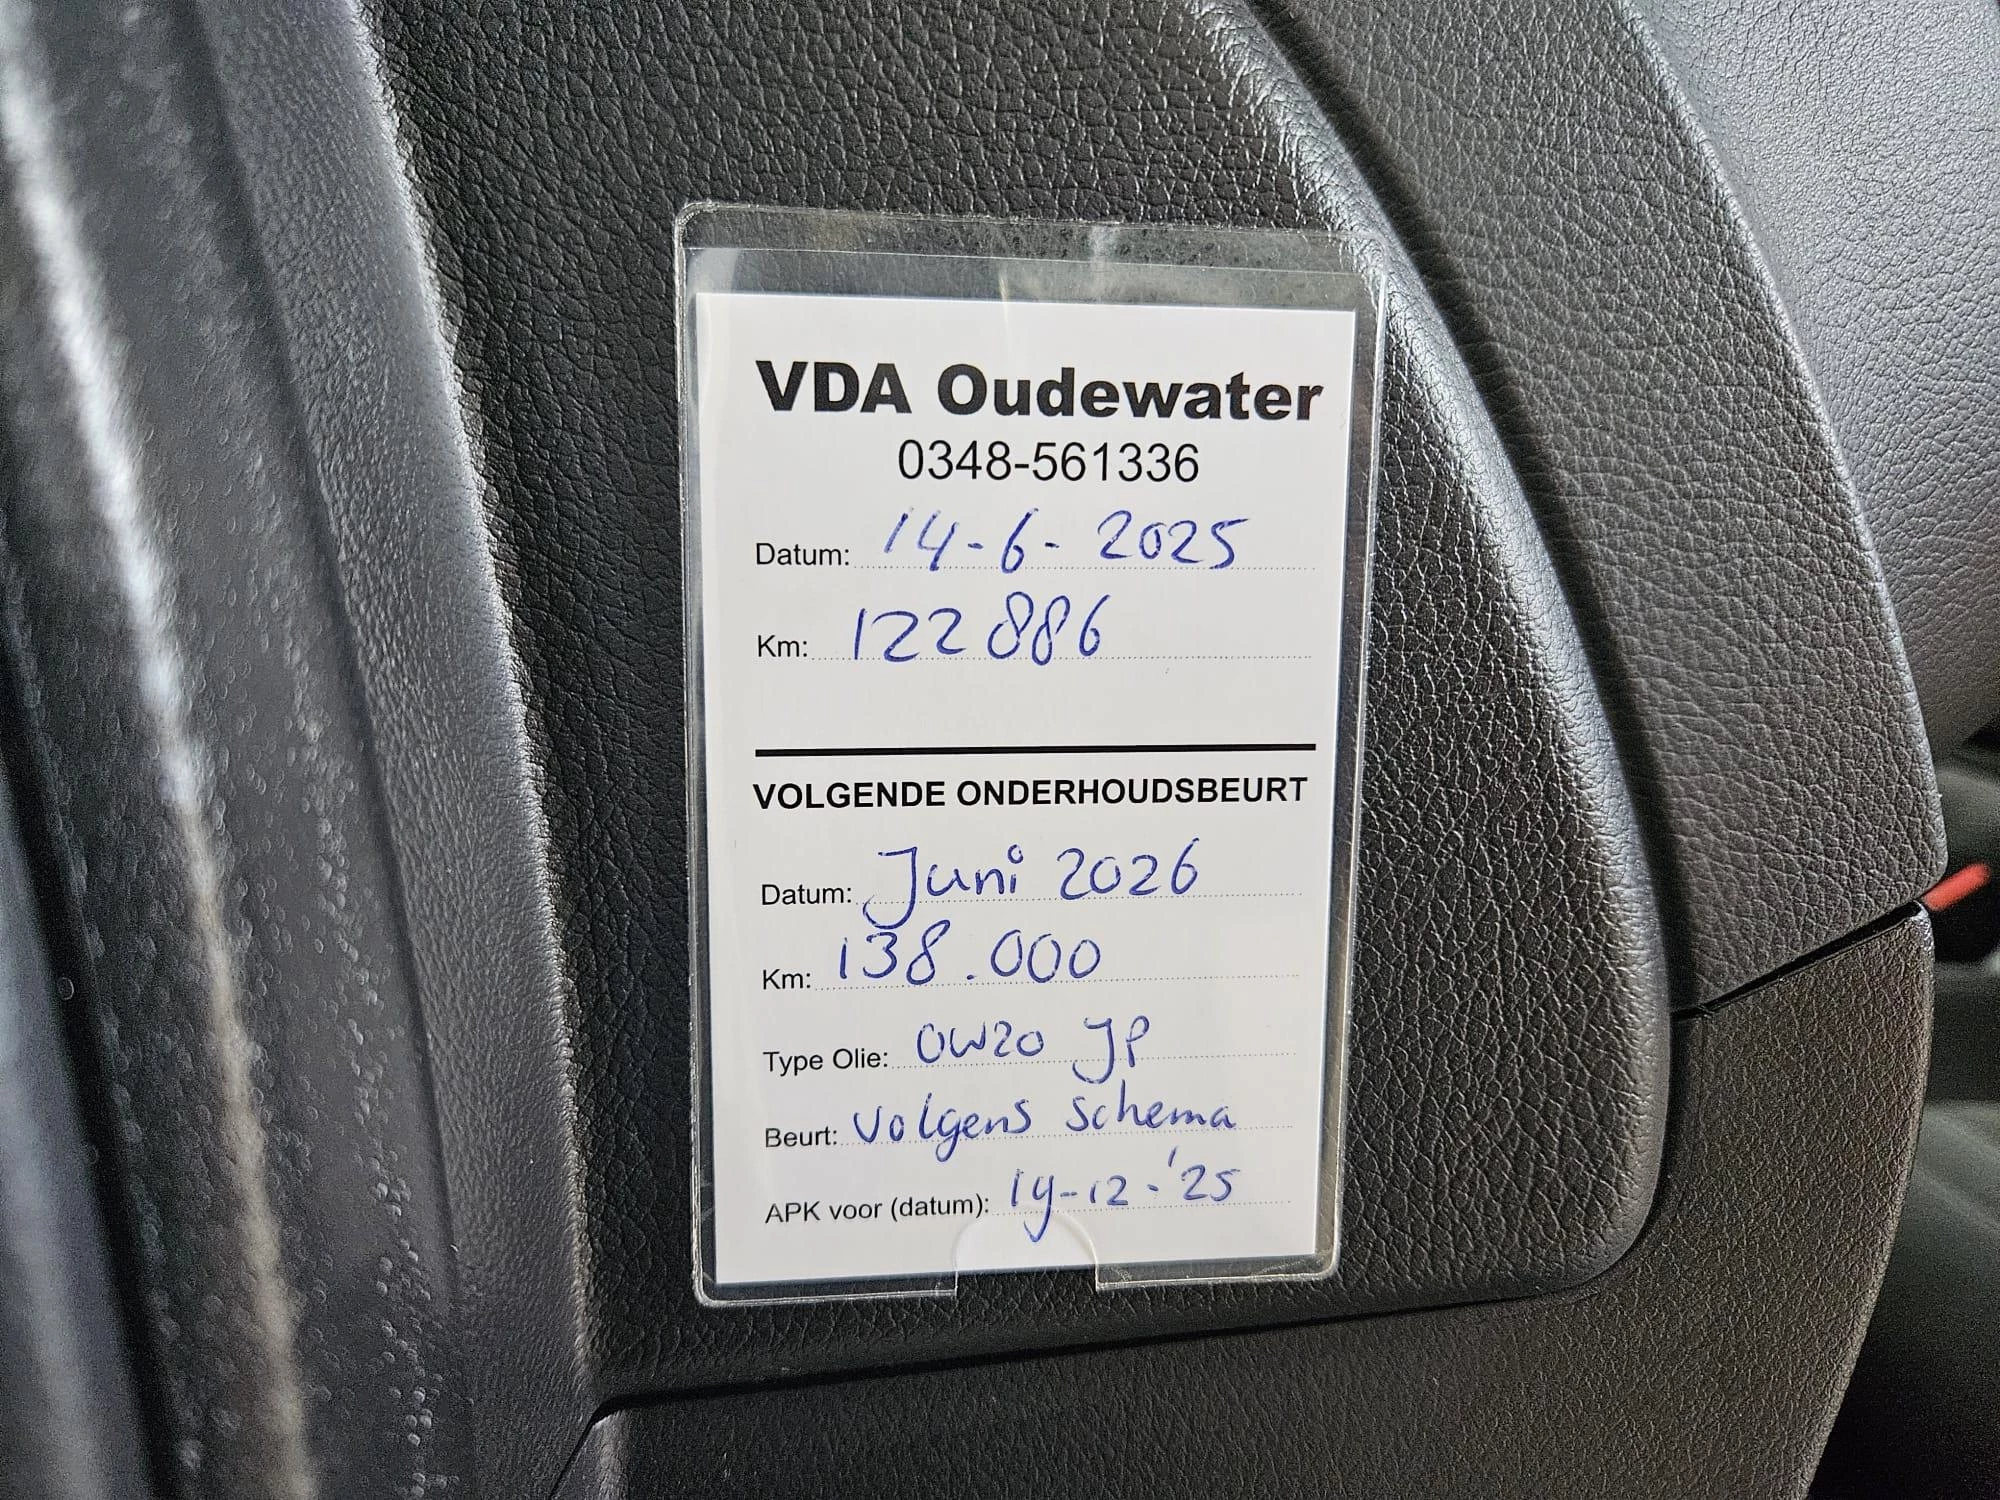 VDA Oudewater
0348-561336
Datum: 14-6-2025
Km: 122886
VOLGENDE ONDERHOUDSBEURT
Datum: Juni 2026
Km: 138.000
Type Olie: 0W20 JP
Beurt: Volgens schema
APK voor (datum): 14-12-'25